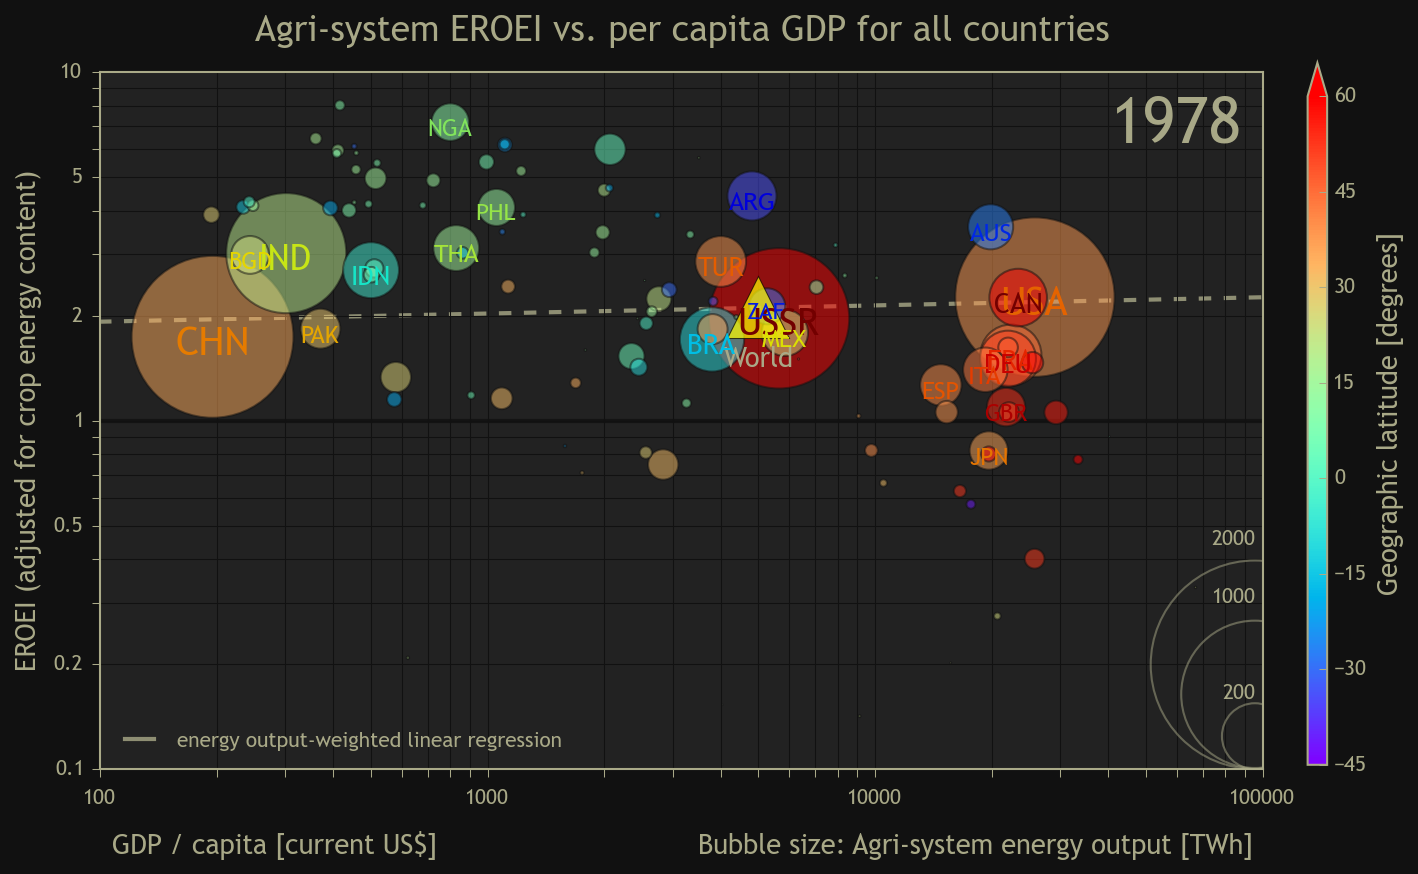 Agri-system EROEI vs. per capita GDP for all countries
1978
EROEI (adjusted for crop energy content)
10
5
2
1
0.5
0.2
0.1
NGA
PHL
THA
ARG
AUS
BGD
IND
IDN
TUR
CHN
PAK
BRA
USSR
ZAF
MEX
World
USA
CAN
DEU
ITA
ESP
GBR
JPN
2000
1000
200
energy output-weighted linear regression
100
1000
10000
100000
GDP / capita [current US$]
Bubble size: Agri-system energy output [TWh]
60
45
30
15
0
−15
−30
−45
Geographic latitude [degrees]